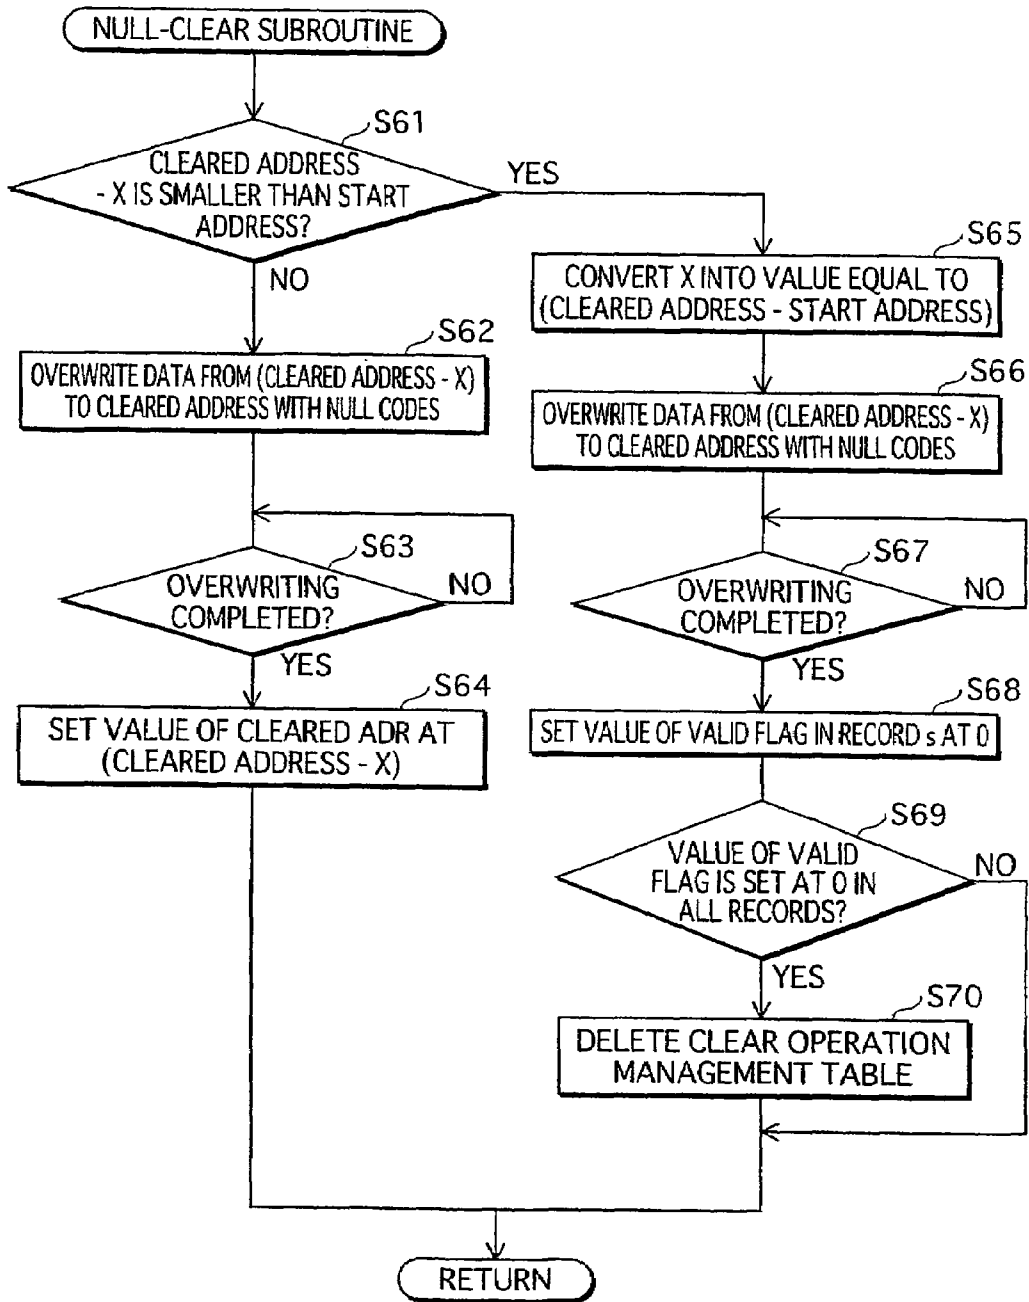 NULL-CLEAR SUBROUTINE
S61
CLEARED ADDRESS
- X IS SMALLER THAN START
ADDRESS?
YES
NO
S65
CONVERT X INTO VALUE EQUAL TO
(CLEARED ADDRESS - START ADDRESS)
S62
OVERWRITE DATA FROM (CLEARED ADDRESS - X)
TO CLEARED ADDRESS WITH NULL CODES
S66
OVERWRITE DATA FROM (CLEARED ADDRESS - X)
TO CLEARED ADDRESS WITH NULL CODES
S63
OVERWRITING
COMPLETED?
NO
YES
S67
OVERWRITING
COMPLETED?
NO
YES
S64
SET VALUE OF CLEARED ADR AT
(CLEARED ADDRESS - X)
S68
SET VALUE OF VALID FLAG IN RECORD s AT 0
S69
VALUE OF VALID
FLAG IS SET AT 0 IN
ALL RECORDS?
NO
YES
S70
DELETE CLEAR OPERATION
MANAGEMENT TABLE
RETURN